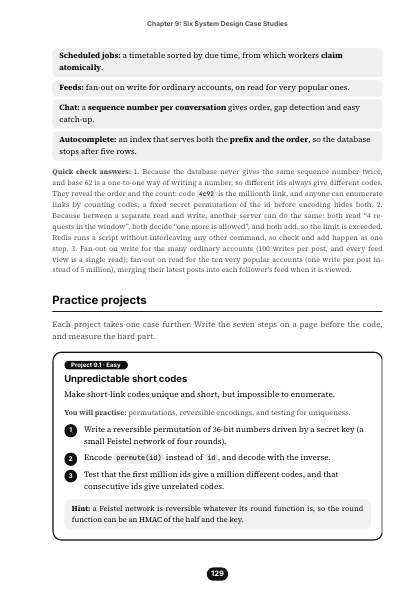 Chapter 9: Six System Design Case Studies
Scheduled jobs: a timetable sorted by due time, from which workers claim
atomically.
Feeds: fan-out on write for ordinary accounts, on read for very popular ones.
Chat: a sequence number per conversation gives order, gap detection and easy
catch-up.
Autocomplete: an index that serves both the prefix and the order, so the database
stops after five rows.
Quick check answers: 1. Because the database never gives the same sequence number twice,
and base 62 is a one-to-one way of writing a number, so different ids always give different codes.
They reveal the order and the count: code 4c92 is the millionth link, and anyone can enumerate
links by counting codes; a fixed secret permutation of the id before encoding hides both. 2.
Because between a separate read and write, another server can do the same: both read “4 re-
quests in the window”, both decide “one more is allowed”, and both add, so the limit is exceeded.
Redis runs a script without interleaving any other command, so check and add happen as one
step. 3. Fan-out on write for the many ordinary accounts (100 writes per post, and every feed
view is a single read); fan-out on read for the ten very popular accounts (one write per post in-
stead of 5 million), merging their latest posts into each follower’s feed when it is viewed.
Practice projects
Each project takes one case further. Write the seven steps on a page before the code,
and measure the hard part.
Project 9.1 · Easy
Unpredictable short codes
Make short-link codes unique and short, but impossible to enumerate.
You will practise: permutations, reversible encodings, and testing for uniqueness.
1 Write a reversible permutation of 36-bit numbers driven by a secret key (a
small Feistel network of four rounds).
2 Encode permute(id) instead of id, and decode with the inverse.
3 Test that the first million ids give a million different codes, and that
consecutive ids give unrelated codes.
Hint: a Feistel network is reversible whatever its round function is, so the round
function can be an HMAC of the half and the key.
129